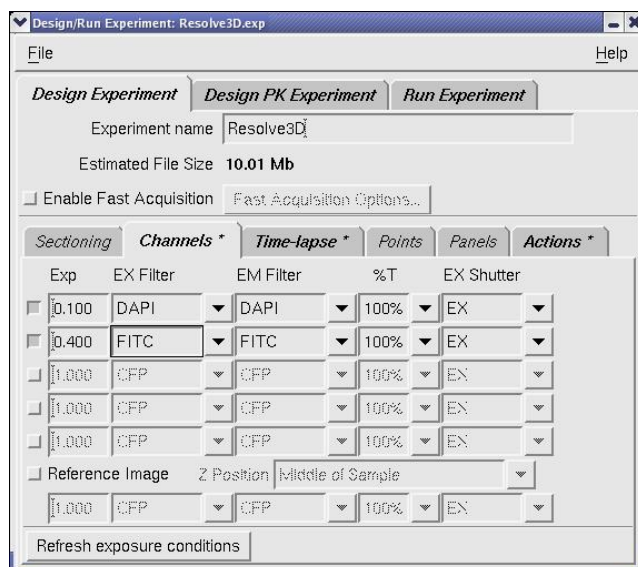 Design/Run Experiment: Resolve3D.exp
File Help
Design Experiment Design PK Experiment Run Experiment
Experiment name Resolve3D
Estimated File Size 10.01 Mb
Enable Fast Acquisition Fast Acquisition Options...
Sectioning Channels * Time-lapse * Points Panels Actions *
Exp EX Filter EM Filter %T EX Shutter
0.100 DAPI DAPI 100% EX
0.400 FITC FITC 100% EX
1.000 CFP CFP 100% EX
1.000 CFP CFP 100% EX
1.000 CFP CFP 100% EX
Reference Image Z Position Middle of Sample
1.000 CFP CFP 100% EX
Refresh exposure conditions